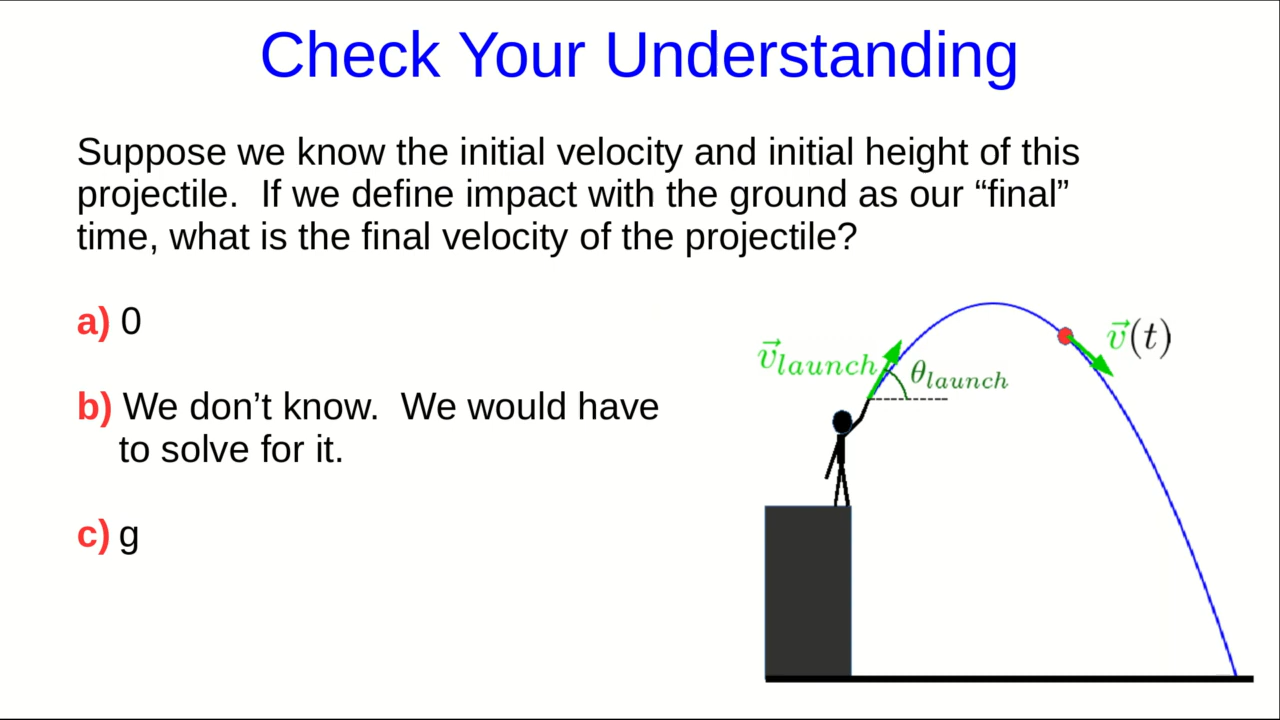 Check Your Understanding
Suppose we know the initial velocity and initial height of this
projectile.  If we define impact with the ground as our “final”
time, what is the final velocity of the projectile?
a) 0
b) We don’t know.  We would have
to solve for it.
c) g
v⃗launch
θlaunch
v⃗(t)